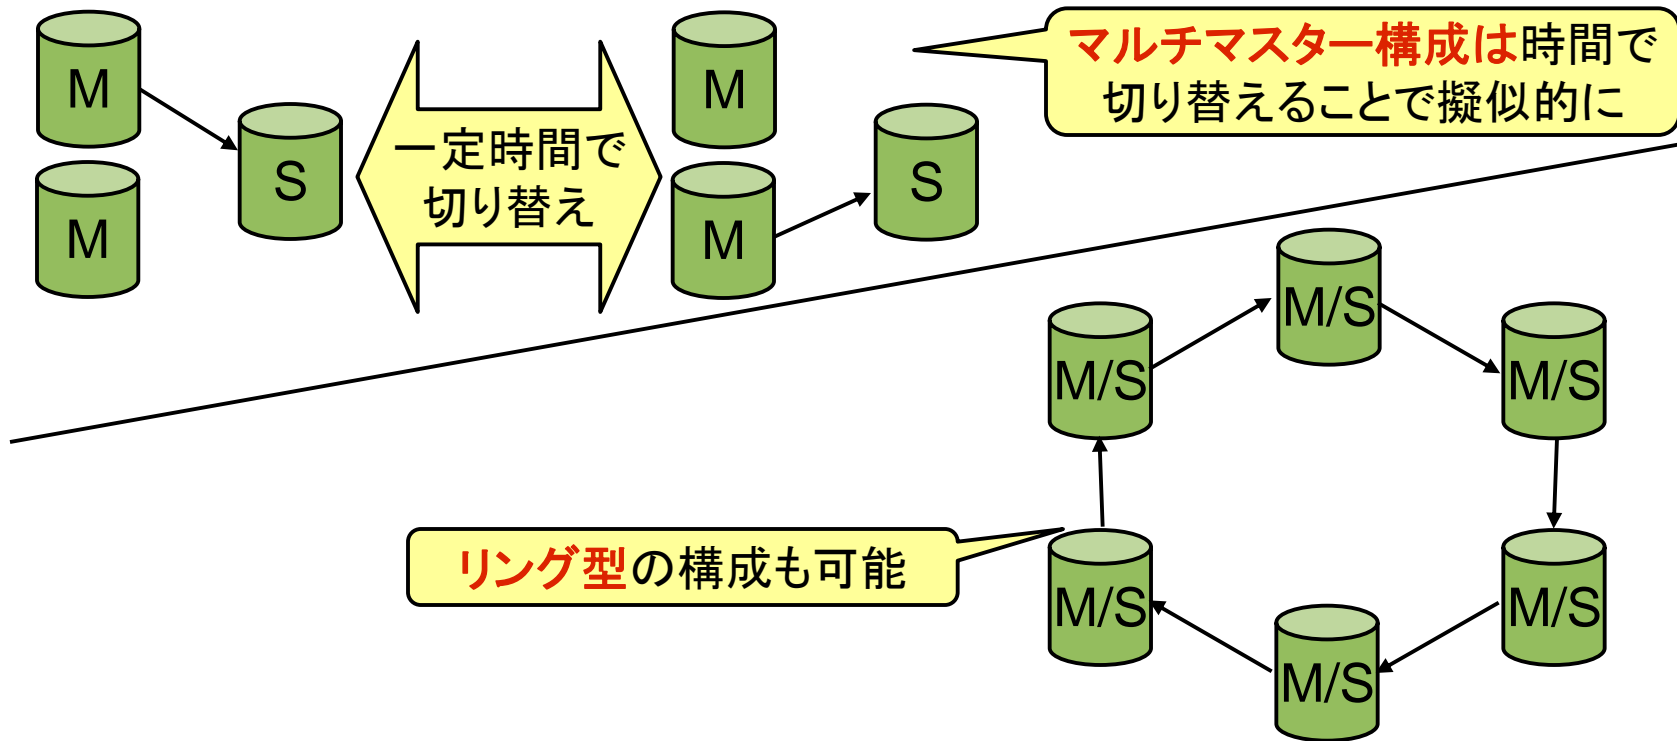 M
M
S
一定時間で
切り替え
M
M
S
マルチマスター構成は時間で
切り替えることで擬似的に
M/S
M/S
M/S
M/S
M/S
M/S
リング型の構成も可能